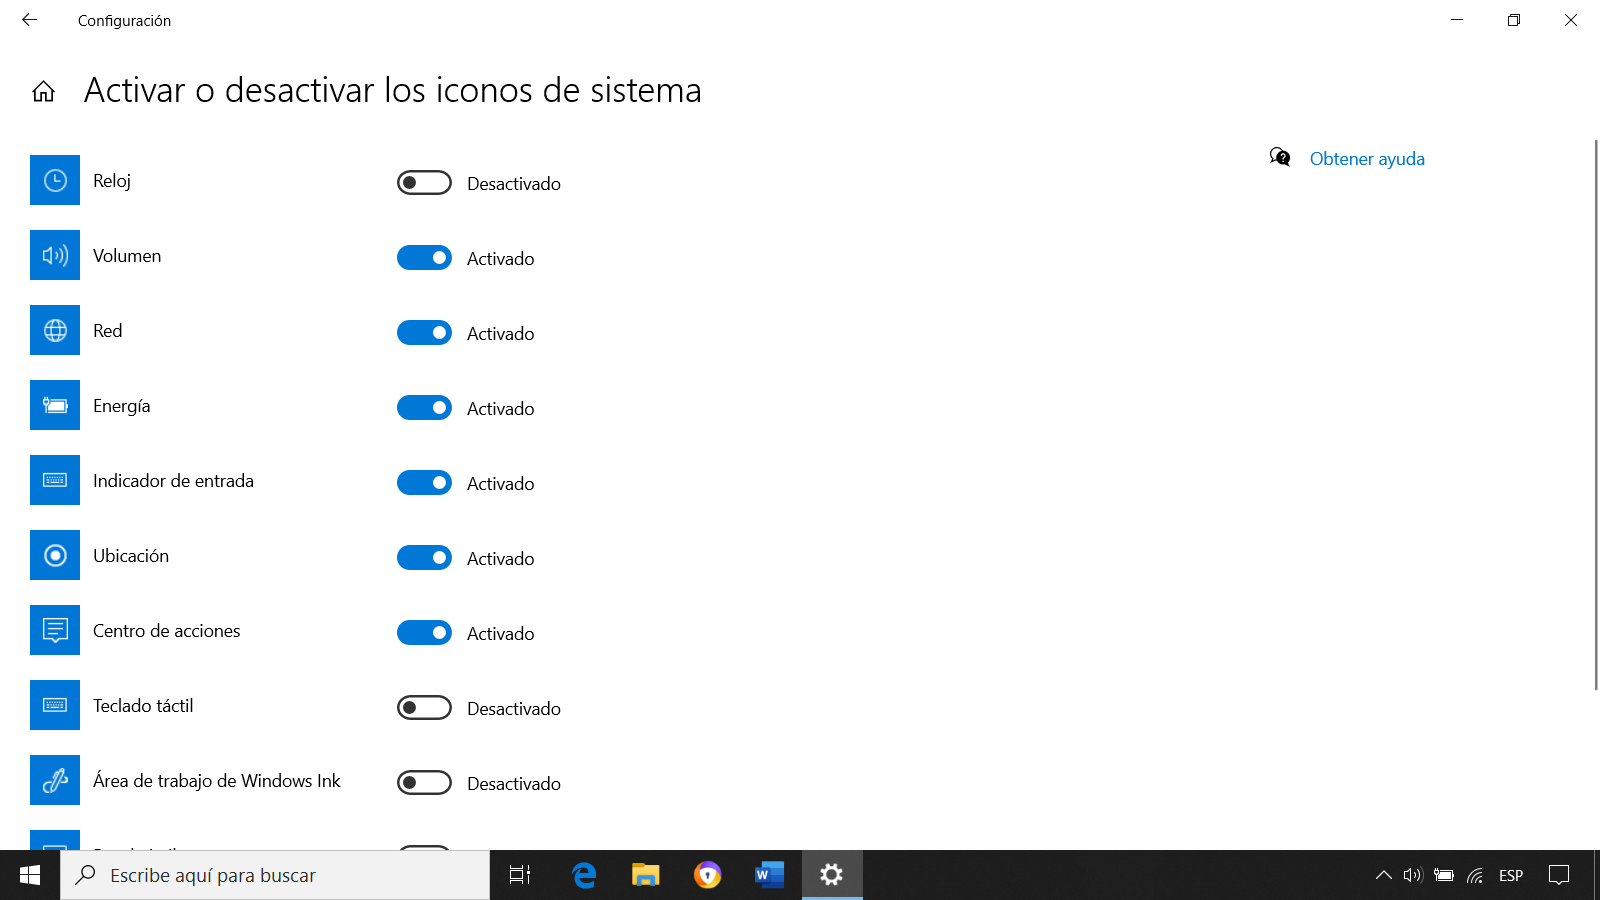 Configuración
Activar o desactivar los iconos de sistema
Obtener ayuda
Reloj Desactivado
Volumen Activado
Red Activado
Energía Activado
Indicador de entrada Activado
Ubicación Activado
Centro de acciones Activado
Teclado táctil Desactivado
Área de trabajo de Windows Ink Desactivado
Escribe aquí para buscar
ESP